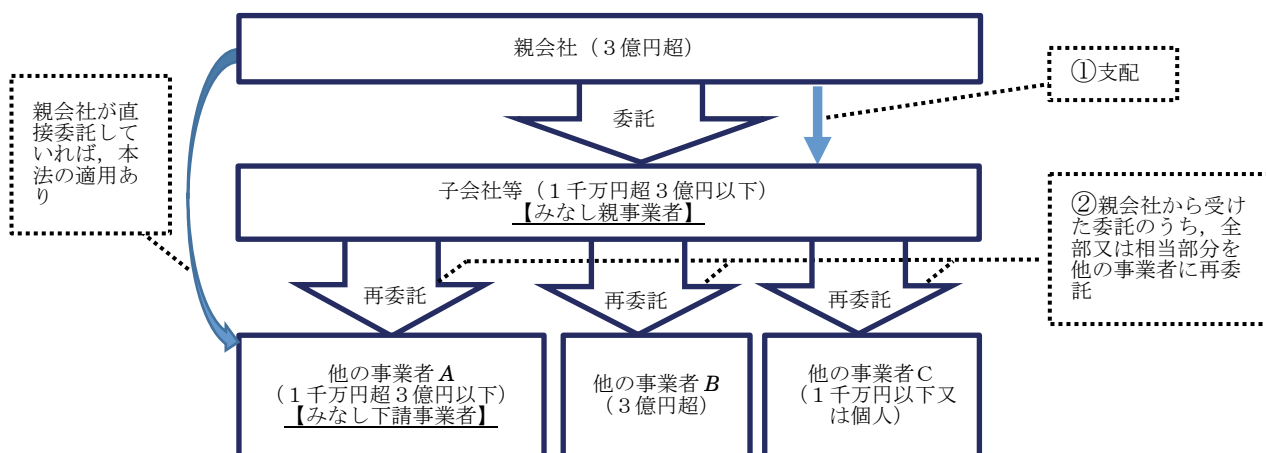 親会社（３億円超）
①支配
親会社が直
接委託して
いれば，本
法の適用あ
り
委託
子会社等（１千万円超３億円以下）
【みなし親事業者】
②親会社から受け
た委託のうち，全
部又は相当部分を
他の事業者に再委
託
再委託
再委託
再委託
他の事業者A
（１千万円超３億円以下）
【みなし下請事業者】
他の事業者B
（３億円超）
他の事業者Ｃ
（１千万円以下又
は個人）